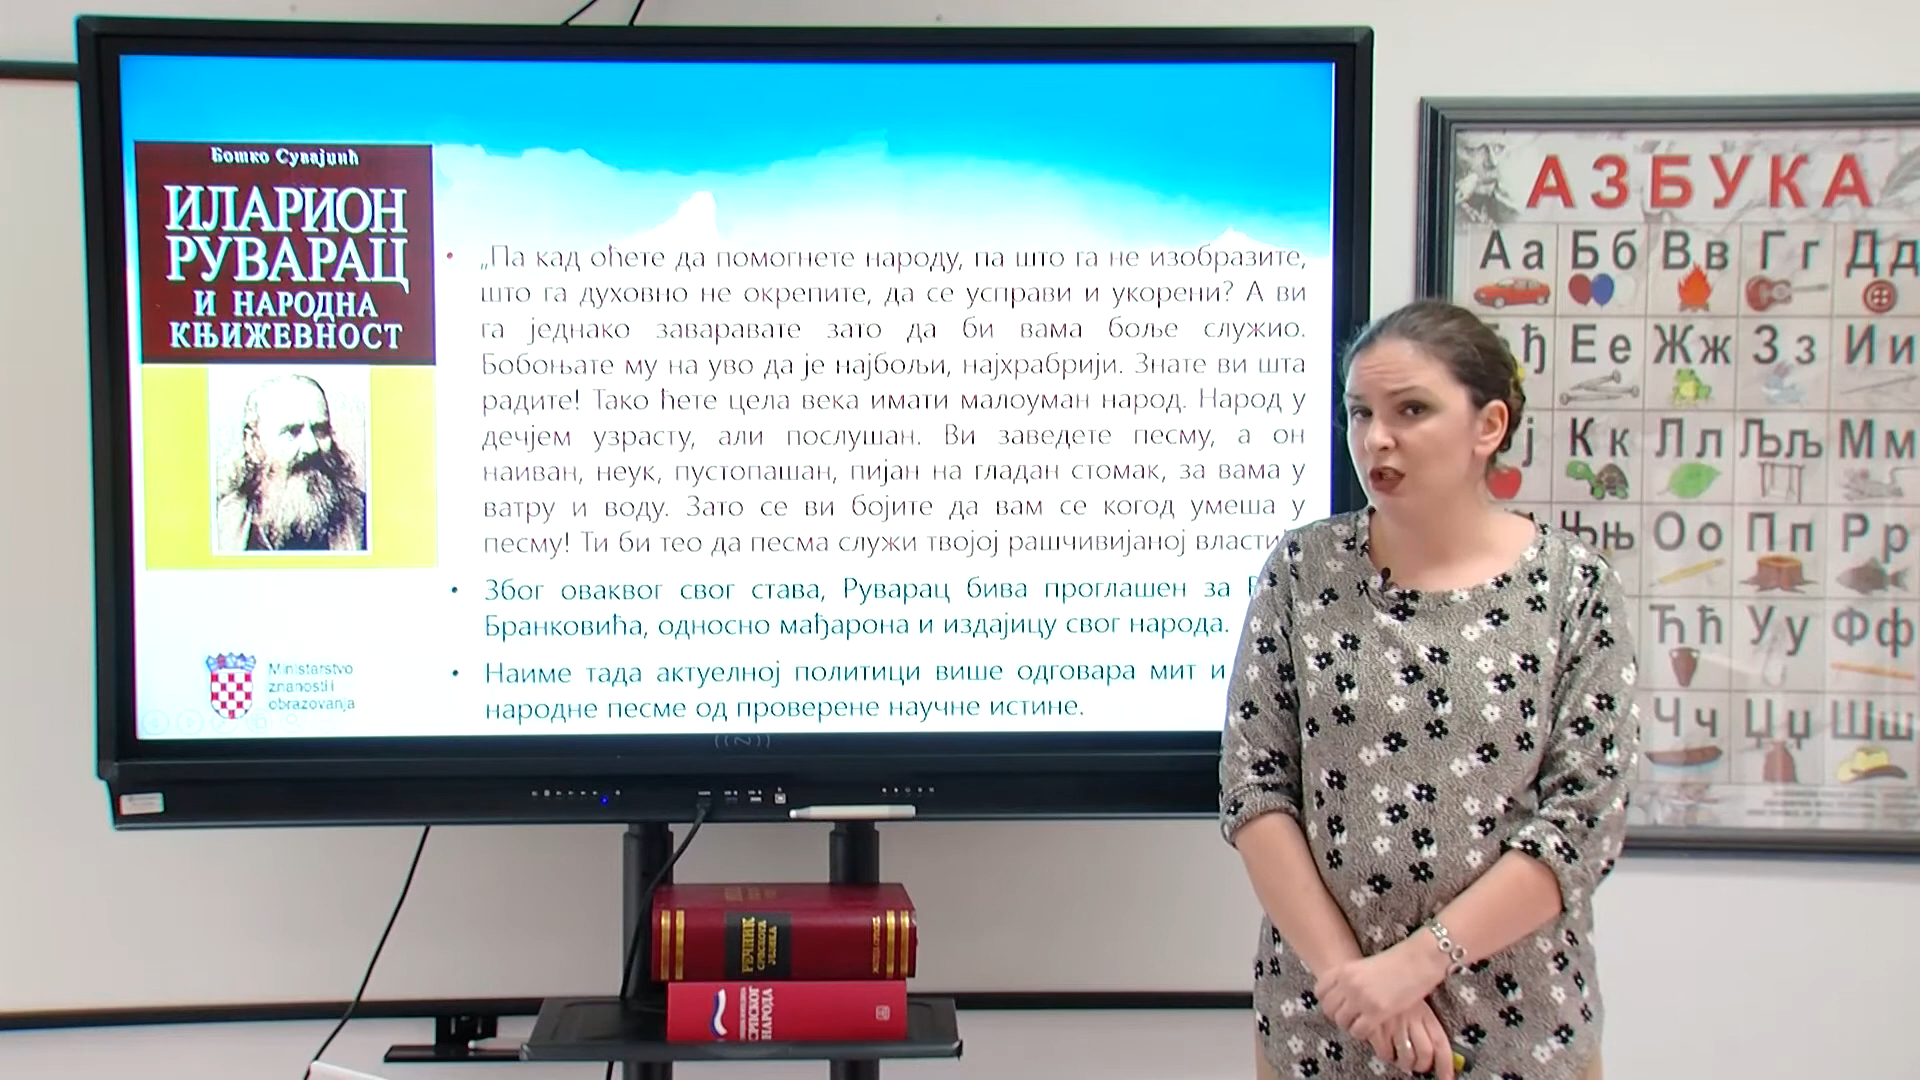 Бошко Сувајџић
ИЛАРИОН
РУВАРАЦ
И НАРОДНА
КЊИЖЕВНОСТ
• „Па кад оћете да помогнете народу, па што га не изобразите,
што га духовно не окрепите, да се усправи и укорени? А ви
га једнако заваравате зато да би вама боље служио.
Бобоњате му на уво да је најбољи, најхрабрији. Знате ви шта
радите! Тако ћете цела века имати малоуман народ. Народ у
дечјем узрасту, али послушан. Ви заведете песму, а он
наиван, неук, пустопашан, пијан на гладан стомак, за вама у
ватру и воду. Зато се ви бојите да вам се когод умеша у
песму! Ти би тео да песма служи твојој рашчивијаној власти
• Због оваквог свог става, Руварац бива проглашен за
Бранковића, односно мађарона и издајицу свог народа.
• Наиме тада актуелној политици више одговара мит и
народне песме од проверене научне истине.
Ministarstvo
znanosti i
obrazovanja
АЗБУКА
Аа Бб Вв Гг Дд
ђ Ее Жж Зз Ии
ј Кк Лл Љљ Мм
Њњ Оо Пп Рр
Ћћ Уу Фф
Чч Џџ Шш
РЕЧНИК
СРПСКОГА
ЈЕЗИКА
СРПСКОГ
НАРОДА